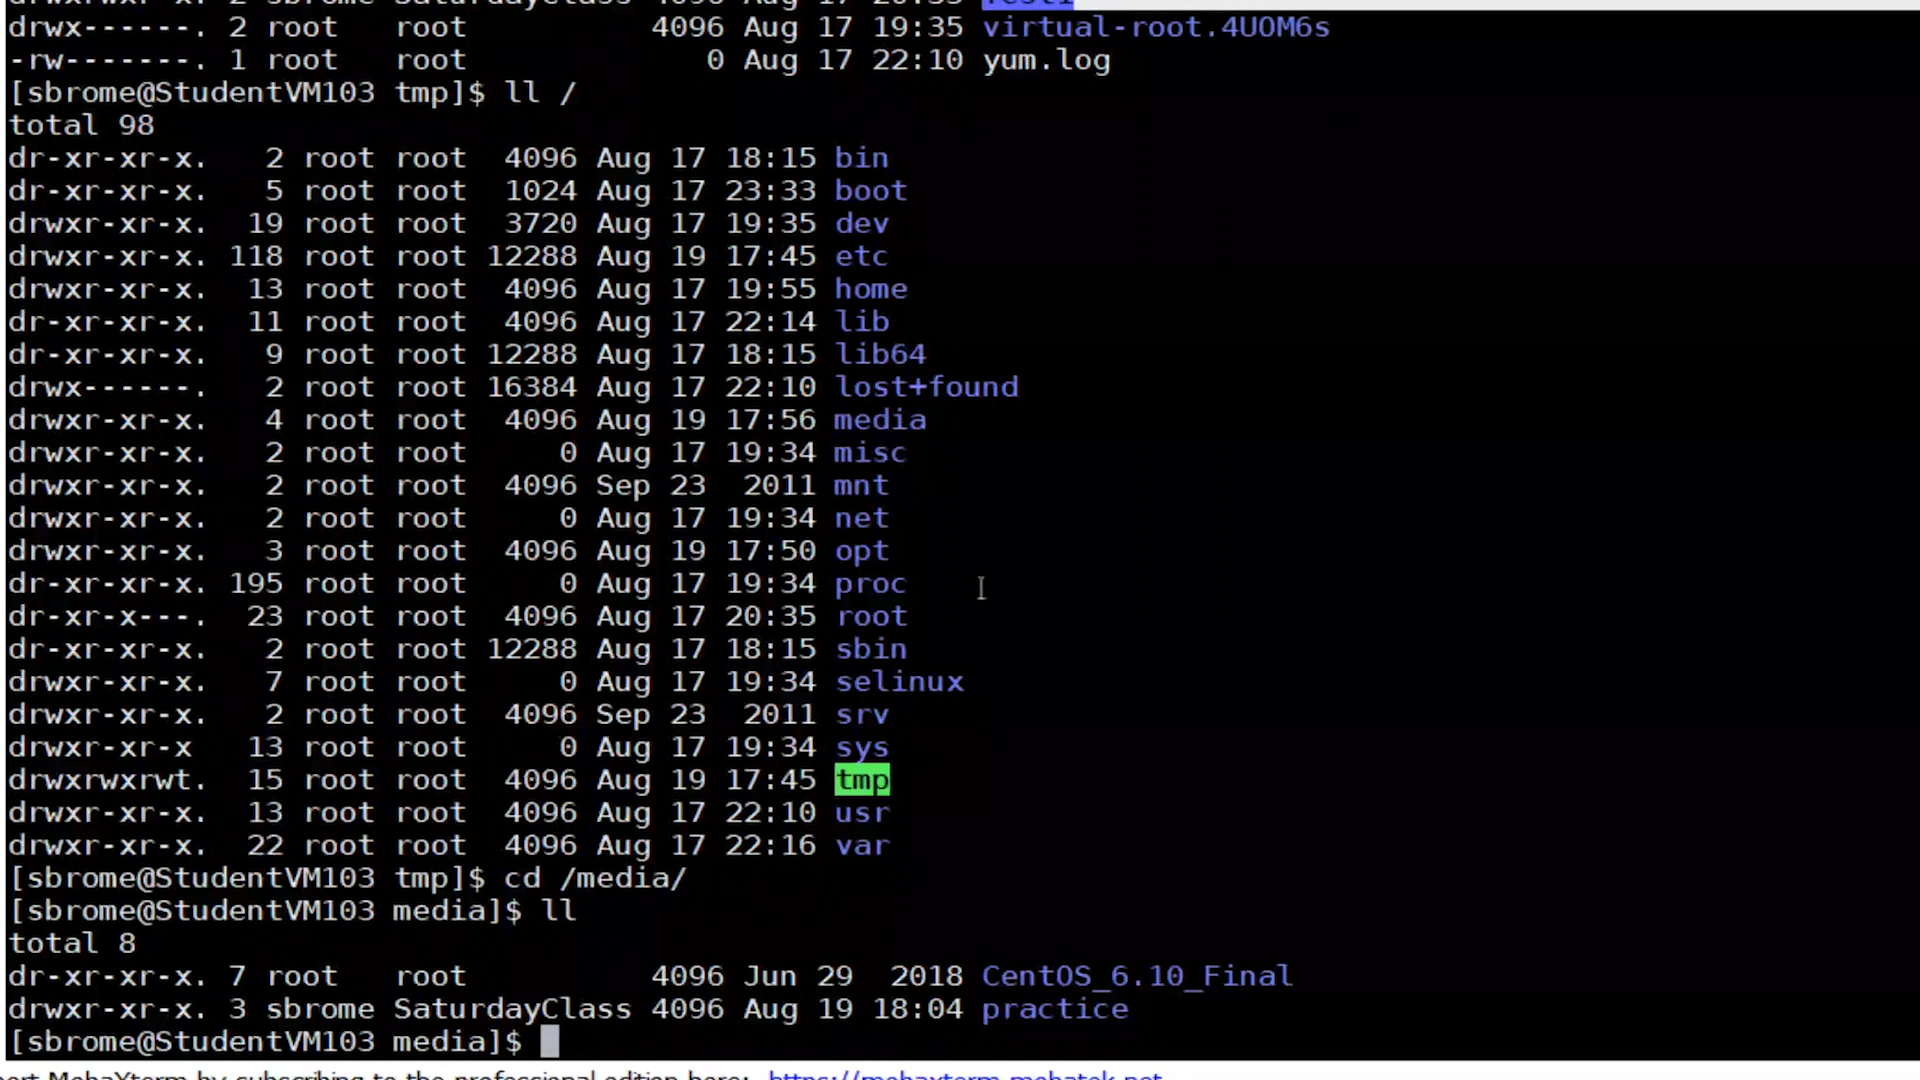 drwx------. 2 root   root          4096 Aug 17 19:35 virtual-root.4UOM6s
-rw-------. 1 root   root             0 Aug 17 22:10 yum.log
[sbrome@StudentVM103 tmp]$ ll /
total 98
dr-xr-xr-x.   2 root root  4096 Aug 17 18:15 bin
dr-xr-xr-x.   5 root root  1024 Aug 17 23:33 boot
drwxr-xr-x.  19 root root  3720 Aug 17 19:35 dev
drwxr-xr-x. 118 root root 12288 Aug 19 17:45 etc
drwxr-xr-x.  13 root root  4096 Aug 17 19:55 home
dr-xr-xr-x.  11 root root  4096 Aug 17 22:14 lib
dr-xr-xr-x.   9 root root 12288 Aug 17 18:15 lib64
drwx------.   2 root root 16384 Aug 17 22:10 lost+found
drwxr-xr-x.   4 root root  4096 Aug 19 17:56 media
drwxr-xr-x.   2 root root     0 Aug 17 19:34 misc
drwxr-xr-x.   2 root root  4096 Sep 23  2011 mnt
drwxr-xr-x.   2 root root     0 Aug 17 19:34 net
drwxr-xr-x.   3 root root  4096 Aug 19 17:50 opt
dr-xr-xr-x. 195 root root     0 Aug 17 19:34 proc
dr-xr-x---.  23 root root  4096 Aug 17 20:35 root
dr-xr-xr-x.   2 root root 12288 Aug 17 18:15 sbin
drwxr-xr-x.   7 root root     0 Aug 17 19:34 selinux
drwxr-xr-x.   2 root root  4096 Sep 23  2011 srv
drwxr-xr-x   13 root root     0 Aug 17 19:34 sys
drwxrwxrwt.  15 root root  4096 Aug 19 17:45 tmp
drwxr-xr-x.  13 root root  4096 Aug 17 22:10 usr
drwxr-xr-x.  22 root root  4096 Aug 17 22:16 var
[sbrome@StudentVM103 tmp]$ cd /media/
[sbrome@StudentVM103 media]$ ll
total 8
dr-xr-xr-x. 7 root   root          4096 Jun 29  2018 CentOS_6.10_Final
drwxr-xr-x. 3 sbrome SaturdayClass 4096 Aug 19 18:04 practice
[sbrome@StudentVM103 media]$
MobaXterm by subscribing to the professional edition here: https://mobaxterm.mobatek.net